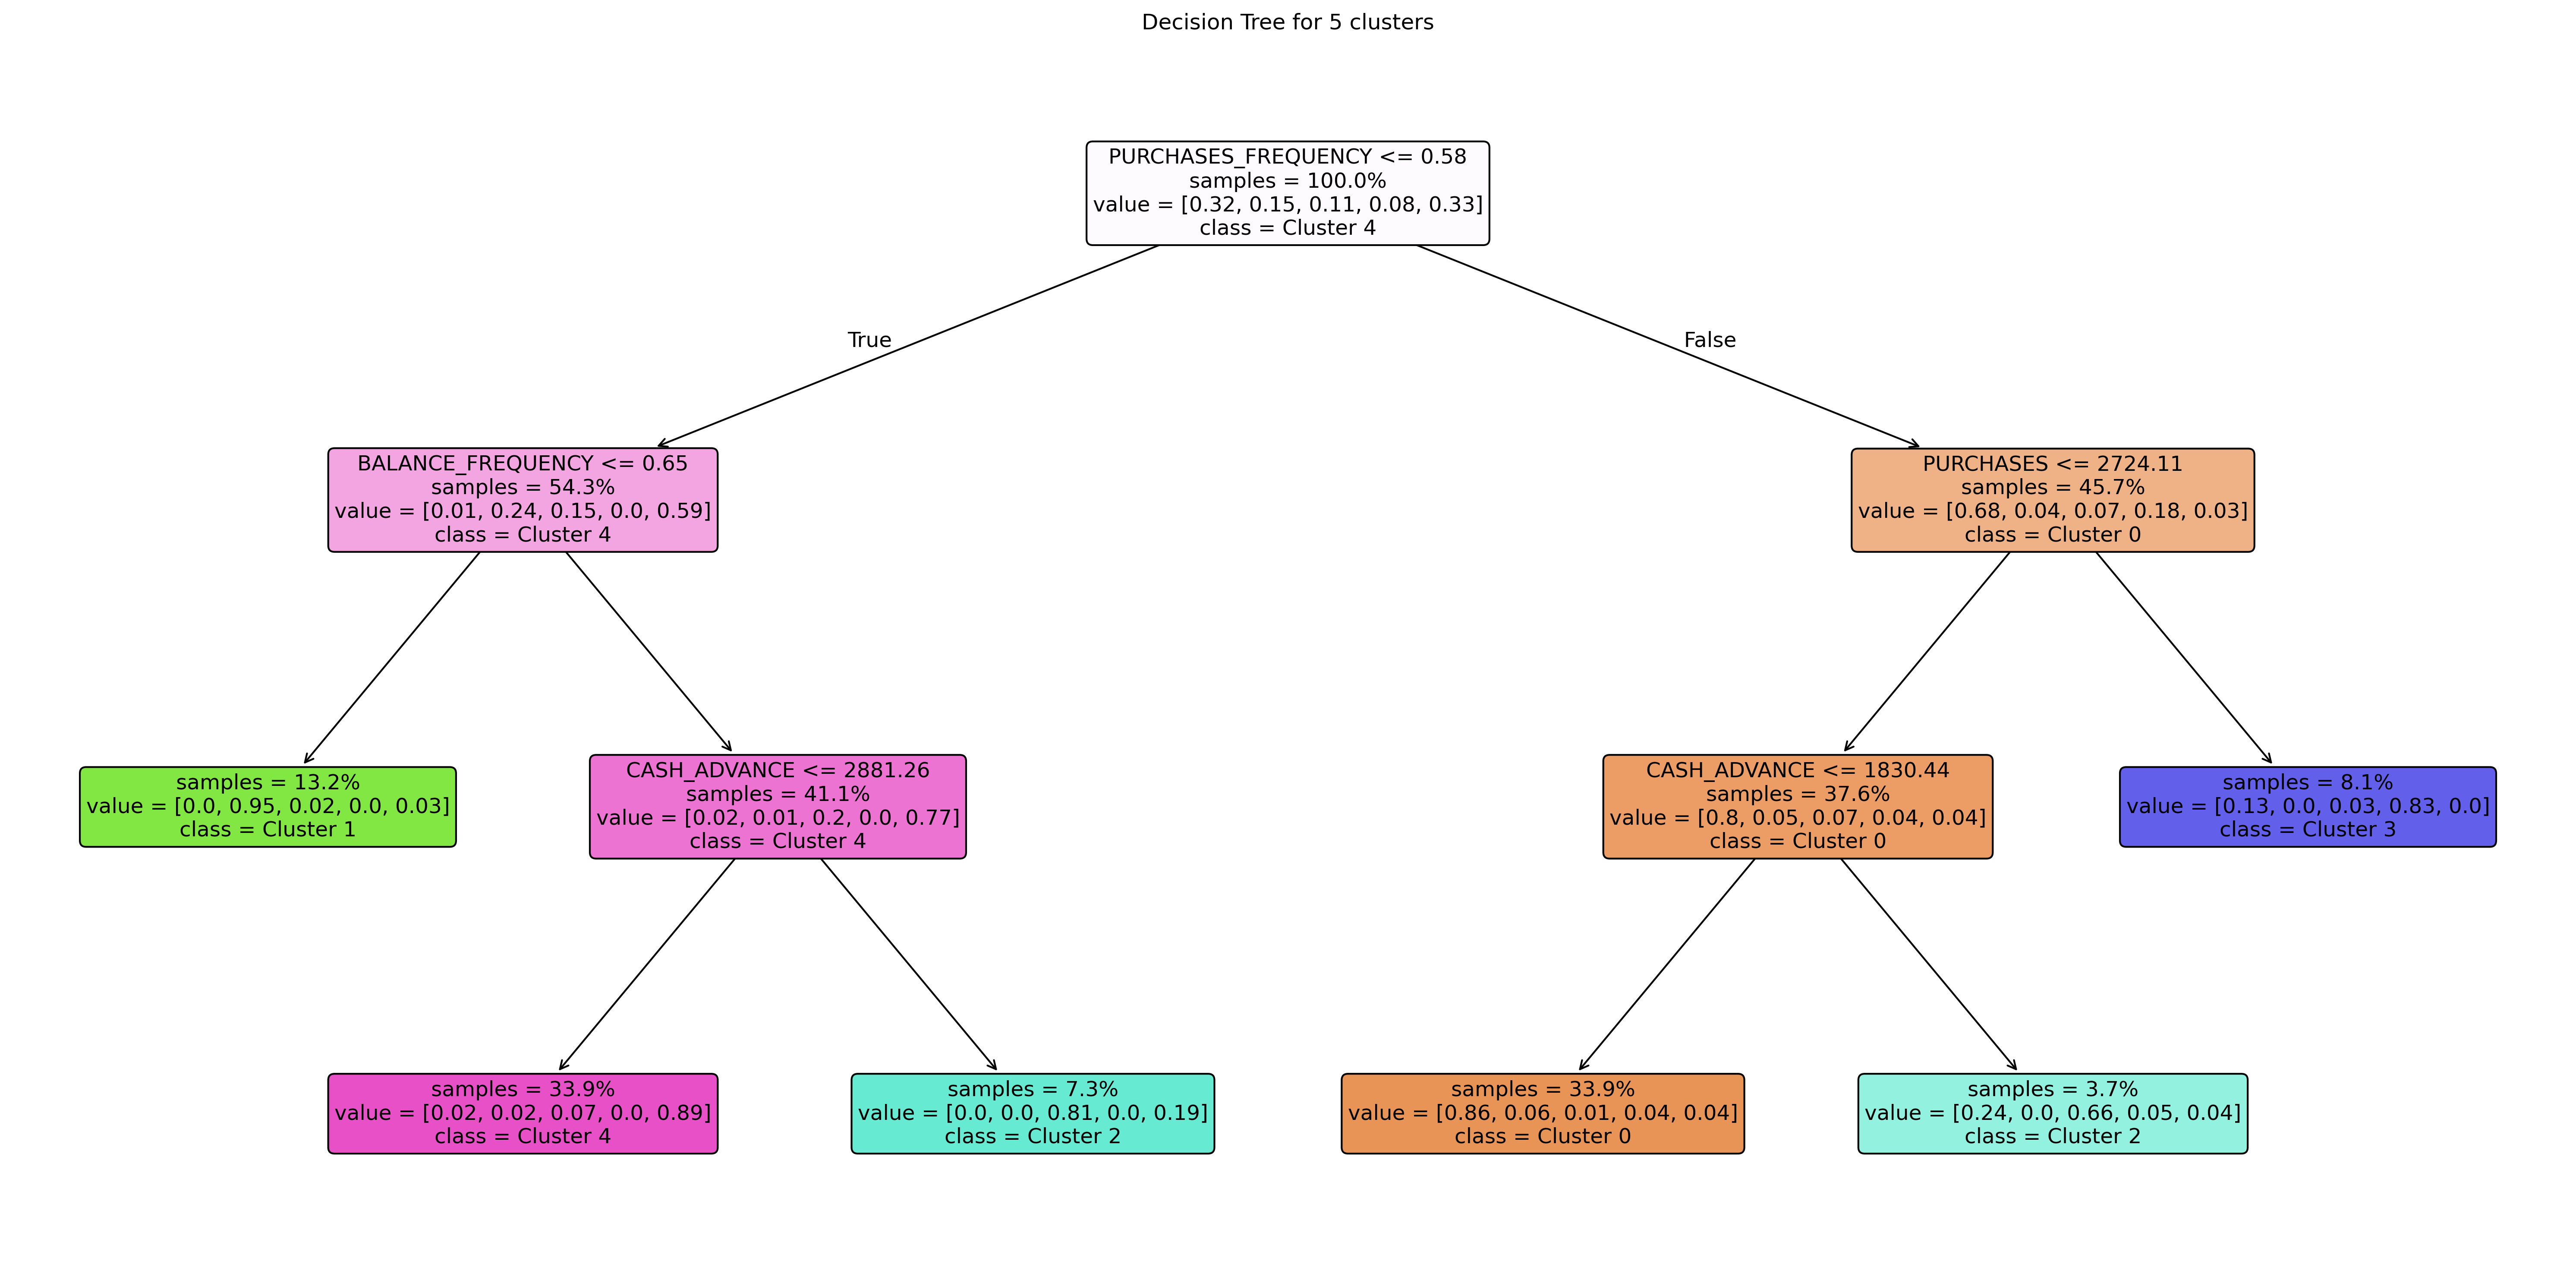 Decision Tree for 5 clusters
PURCHASES_FREQUENCY <= 0.58
samples = 100.0%
value = [0.32, 0.15, 0.11, 0.08, 0.33]
class = Cluster 4
True
False
BALANCE_FREQUENCY <= 0.65
samples = 54.3%
value = [0.01, 0.24, 0.15, 0.0, 0.59]
class = Cluster 4
PURCHASES <= 2724.11
samples = 45.7%
value = [0.68, 0.04, 0.07, 0.18, 0.03]
class = Cluster 0
samples = 13.2%
value = [0.0, 0.95, 0.02, 0.0, 0.03]
class = Cluster 1
CASH_ADVANCE <= 2881.26
samples = 41.1%
value = [0.02, 0.01, 0.2, 0.0, 0.77]
class = Cluster 4
CASH_ADVANCE <= 1830.44
samples = 37.6%
value = [0.8, 0.05, 0.07, 0.04, 0.04]
class = Cluster 0
samples = 8.1%
value = [0.13, 0.0, 0.03, 0.83, 0.0]
class = Cluster 3
samples = 33.9%
value = [0.02, 0.02, 0.07, 0.0, 0.89]
class = Cluster 4
samples = 7.3%
value = [0.0, 0.0, 0.81, 0.0, 0.19]
class = Cluster 2
samples = 33.9%
value = [0.86, 0.06, 0.01, 0.04, 0.04]
class = Cluster 0
samples = 3.7%
value = [0.24, 0.0, 0.66, 0.05, 0.04]
class = Cluster 2